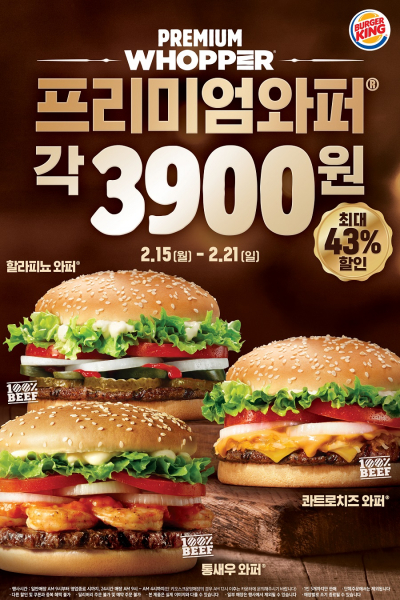 BURGER
KING
PREMIUM
WHOPPER®
프리미엄와퍼®
각 3900원
2.15(월) - 2.21(일)
최대
43%
할인
할라피뇨 와퍼®
100%
BEEF
100%
BEEF
콰트로치즈 와퍼®
100%
BEEF
통새우 와퍼®